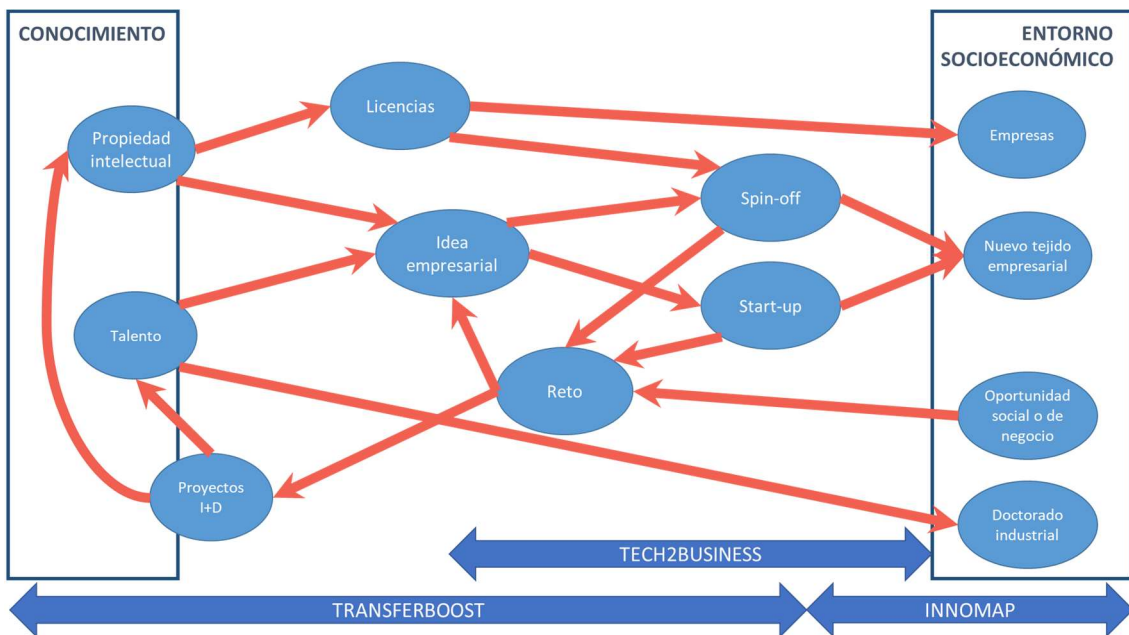 CONOCIMIENTO
ENTORNO
SOCIOECONÓMICO
Licencias
Propiedad
intelectual
Empresas
Spin-off
Idea
empresarial
Nuevo tejido
empresarial
Start-up
Talento
Reto
Oportunidad
social o de
negocio
Proyectos
I+D
Doctorado
industrial
TECH2BUSINESS
TRANSFERBOOST
INNOMAP